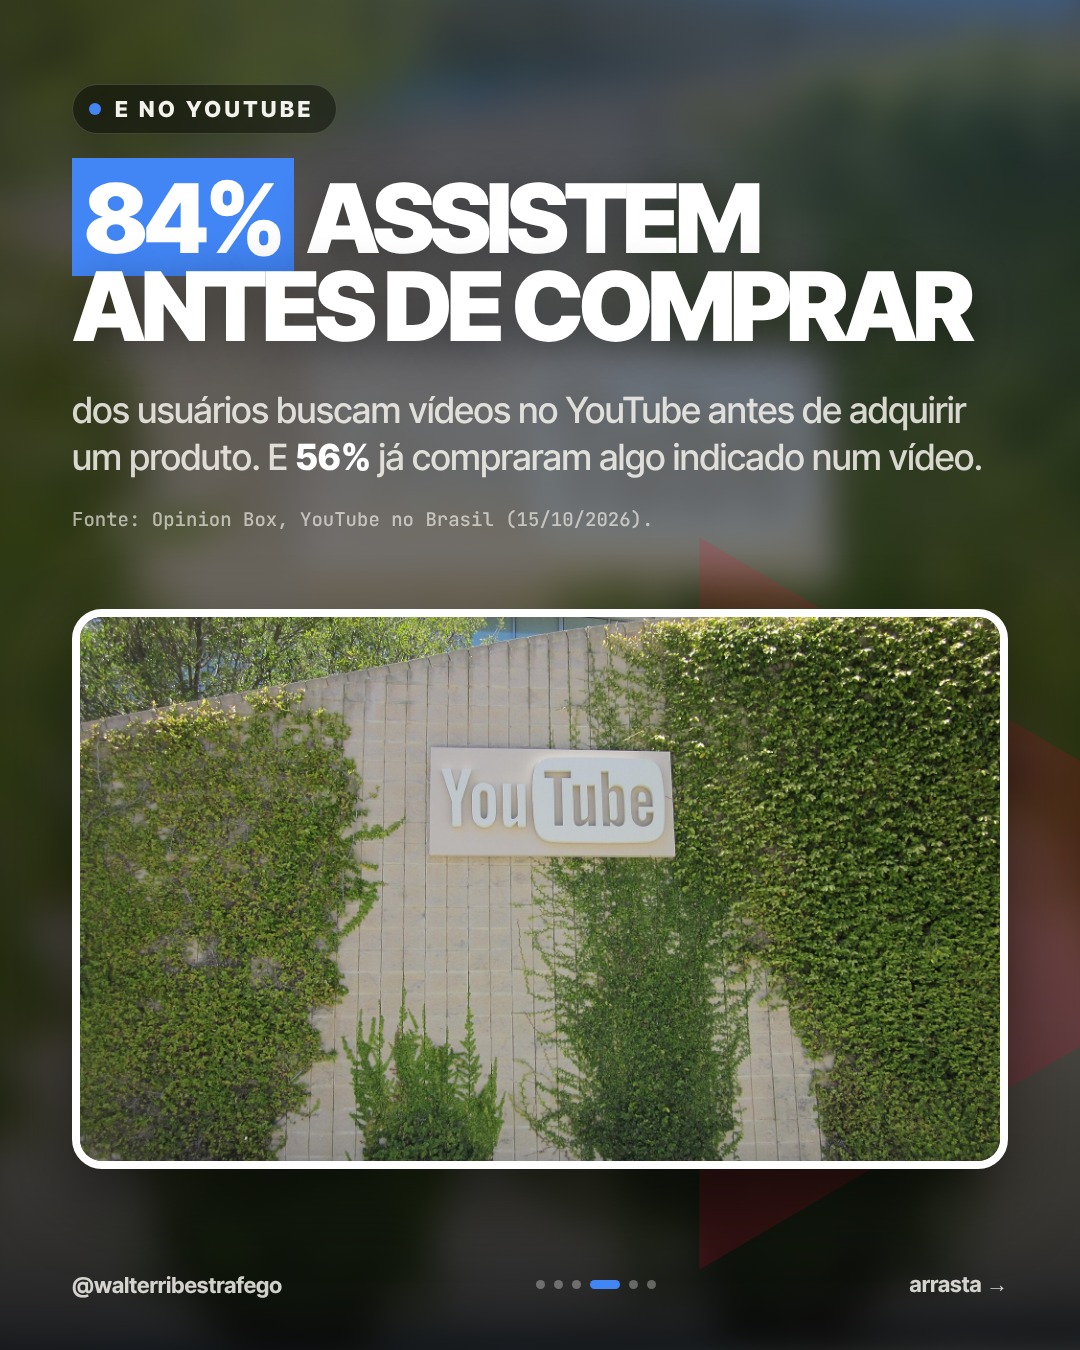 E NO YOUTUBE
84% ASSISTEM
ANTES DE COMPRAR
dos usuários buscam vídeos no YouTube antes de adquirir
um produto. E 56% já compraram algo indicado num vídeo.
Fonte: Opinion Box, YouTube no Brasil (15/10/2026).
YouTube
@walterribestrafego
arrasta →